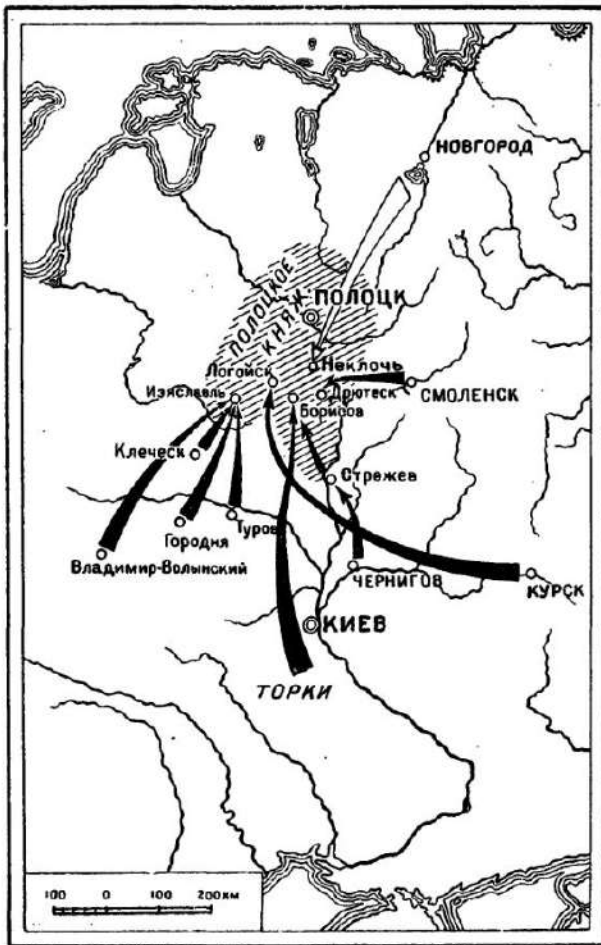 НОВГОРОД
ПОЛОЦКОЕ
КНЯЖ
ПОЛОЦК
Неклочь
Логойск
Дрютеск
СМОЛЕНСК
Изяславль
Борисов
Клеческ
Стрежев
Туров
Городня
Владимир-Волынский
ЧЕРНИГОВ
КУРСК
КИЕВ
ТОРКИ
100 0 100 200 км